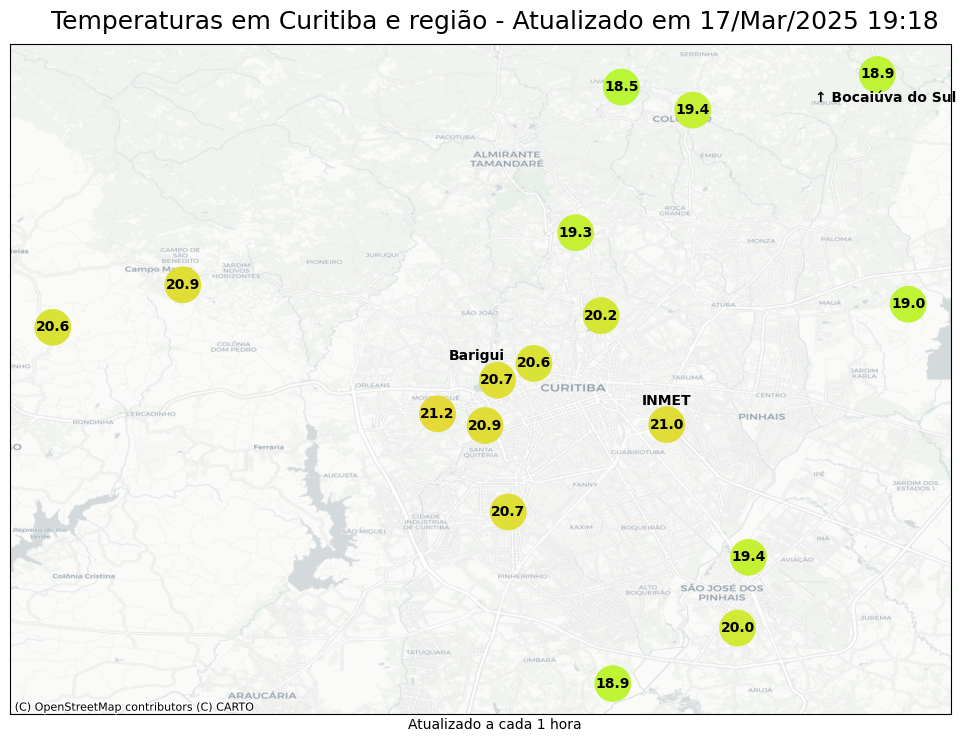 Temperaturas em Curitiba e região - Atualizado em 17/Mar/2025 19:18
SERRINHA
18.9
18.5
↑ Bocaiúva do Sul
19.4
PACOTUBA
ALMIRANTE
TAMANDARÉ
EMBU
ROÇA
GRANDE
19.3
MONZA
PALOMA
CAMPO DE
SÃO
BENEDITO
JURUQUI
PIONEIRO
JARDIM
NOVOS
HORIZONTES
20.9
19.0
MAUÁ
ATUBA
SÃO JOÃO
20.2
20.6
COLÔNIA
DOM PEDRO
Barigui
20.6
20.7
JARDIM
KARLA
TARUMÃ
ORLEANS
CURITIBA
CENTRO
INMET
21.2
21.0
20.9
PINHAIS
CERCADINHO
RONDINHA
Ferraria
SANTA
QUITÉRIA
GUABIROTUBA
AUGUSTA
IPÊ
FANNY
JARDIM DOS
ESTADOS I
20.7
CIDADE
INDUSTRIAL
DE CURITIBA
XAXIM
BOQUEIRÃO
SÃO MIGUEL
Represa do Rio
Verde
INÁ
19.4
AVIAÇÃO
Colônia Cristina
PINHEIRINHO
ALTO
BOQUEIRÃO
SÃO JOSÉ DOS
PINHAIS
JUREMA
20.0
TATUQUARA
UMBARÁ
18.9
ARUJÁ
ARAUCÁRIA
(C) OpenStreetMap contributors (C) CARTO
Atualizado a cada 1 hora